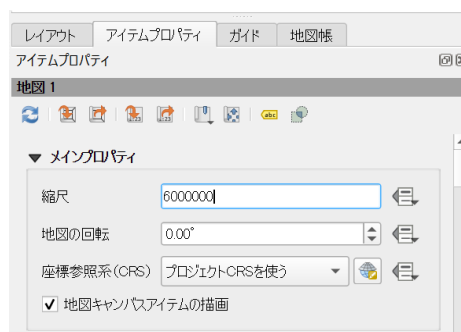 レイアウト アイテムプロパティ ガイド 地図帳
アイテムプロパティ
地図 1
abc
▼ メインプロパティ
縮尺 6000000
地図の回転 0.00°
座標参照系(CRS) プロジェクトCRSを使う
地図キャンバスアイテムの描画